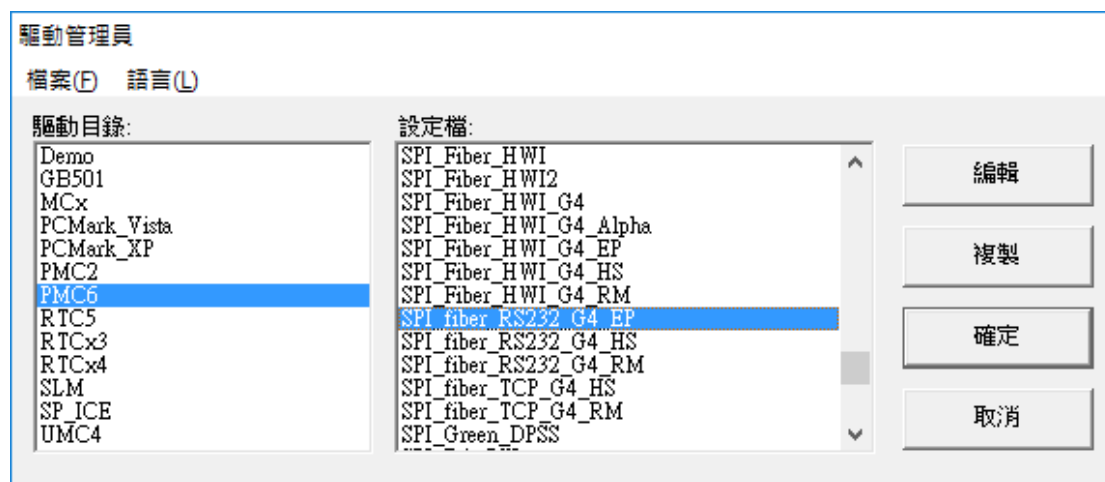 驅動管理員
檔案(F) 語言(L)
驅動目錄:
Demo
GB501
MCx
PCMark_Vista
PCMark_XP
PMC2
PMC6
RTC5
RTCx3
RTCx4
SLM
SP_ICE
UMC4
設定檔:
SPI_Fiber_HWI
SPI_Fiber_HWI2
SPI_Fiber_HWI_G4
SPI_Fiber_HWI_G4_Alpha
SPI_Fiber_HWI_G4_EP
SPI_Fiber_HWI_G4_HS
SPI_Fiber_HWI_G4_RM
SPI_fiber_RS232_G4_EP
SPI_fiber_RS232_G4_HS
SPI_fiber_RS232_G4_RM
SPI_fiber_TCP_G4_HS
SPI_fiber_TCP_G4_RM
SPI_Green_DPSS
編輯
複製
確定
取消